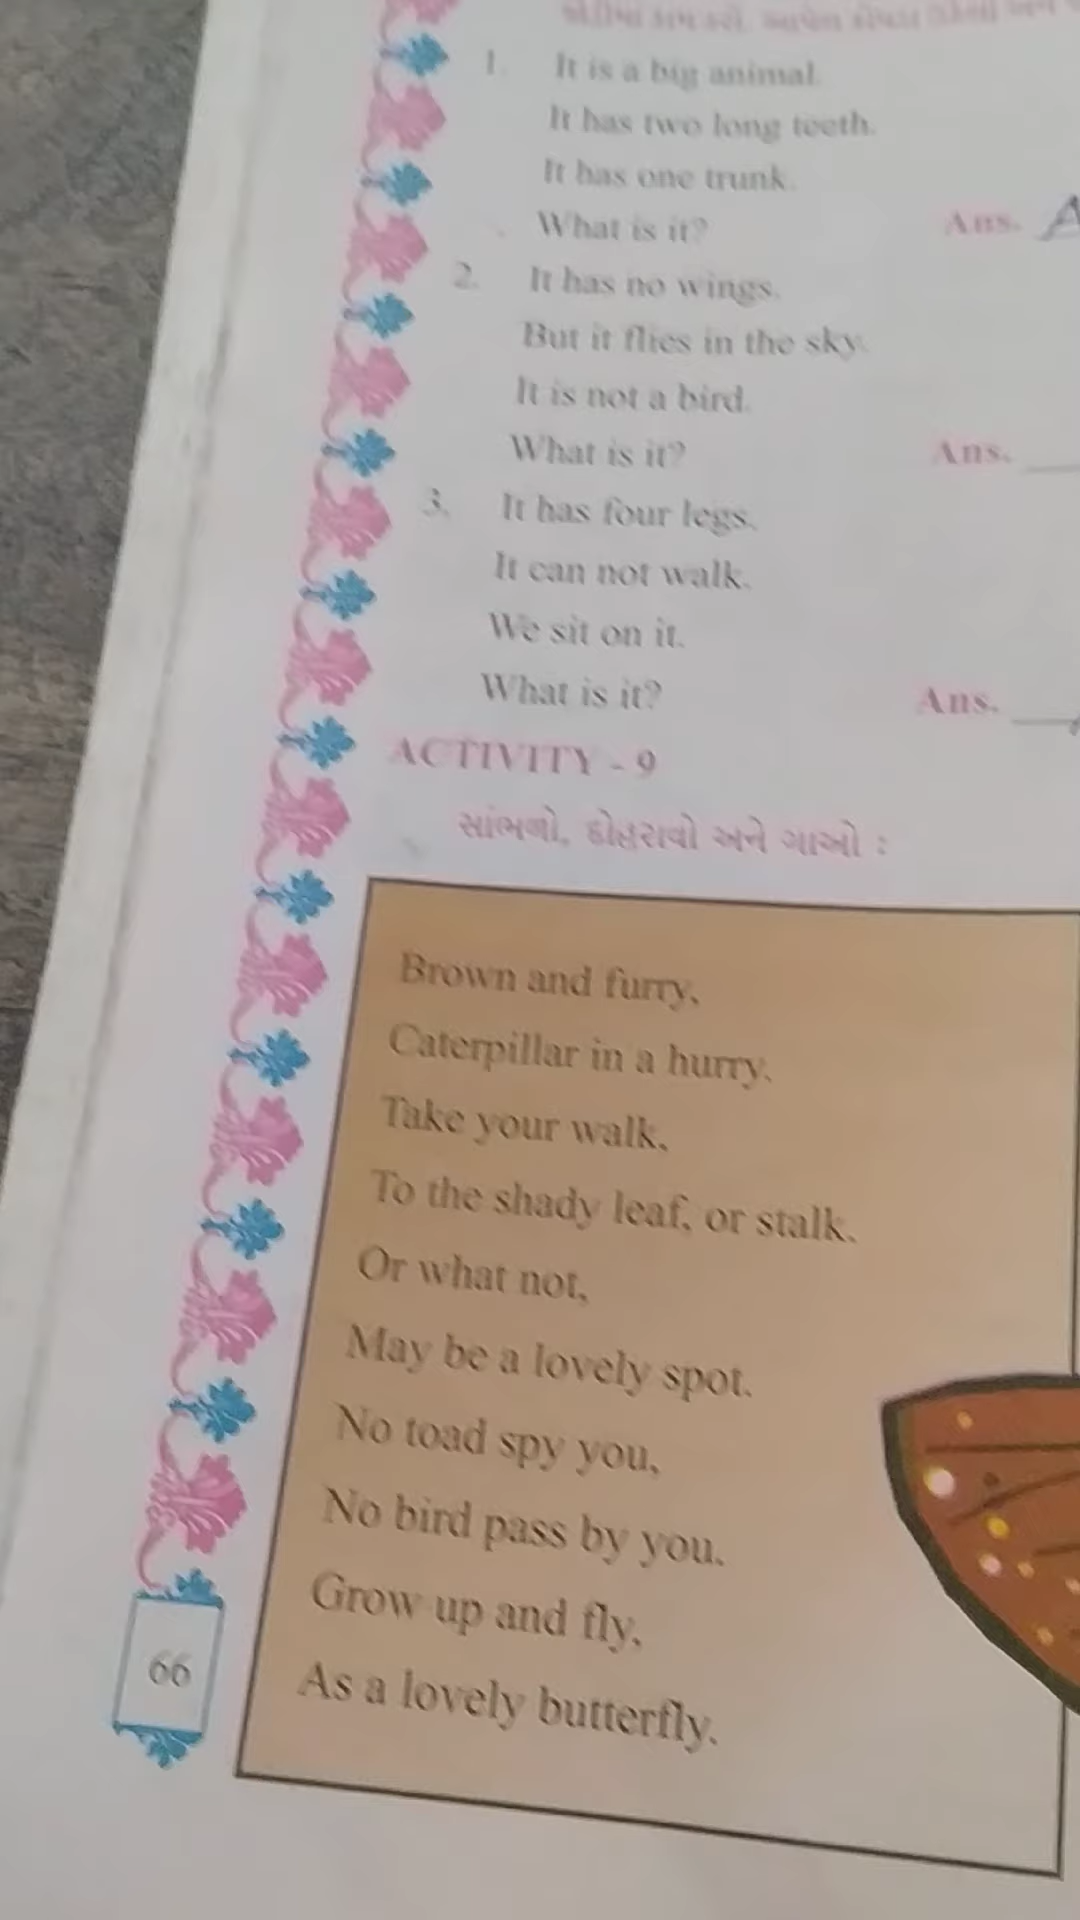 1. It is a big animal.
It has two long teeth.
It has one trunk.
What is it? Ans. A
2. It has no wings.
But it flies in the sky.
It is not a bird.
What is it? Ans.
3. It has four legs.
It can not walk.
We sit on it.
What is it? Ans.
ACTIVITY - 9
સાંભળો, દોહરાવો અને ગાઓ :
Brown and furry,
Caterpillar in a hurry.
Take your walk,
To the shady leaf, or stalk.
Or what not,
May be a lovely spot.
No toad spy you,
No bird pass by you.
Grow up and fly,
As a lovely butterfly.
66